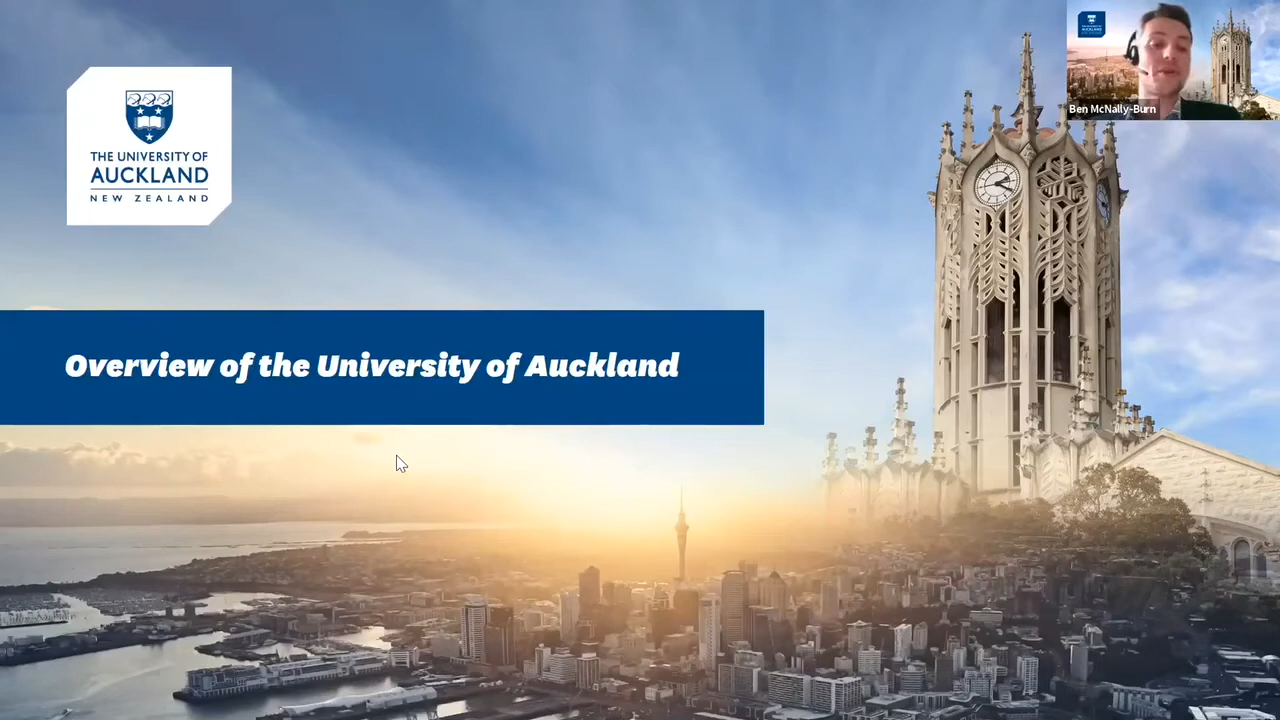 THE UNIVERSITY OF
AUCKLAND
NEW ZEALAND
Ben McNally-Burn
Overview of the University of Auckland